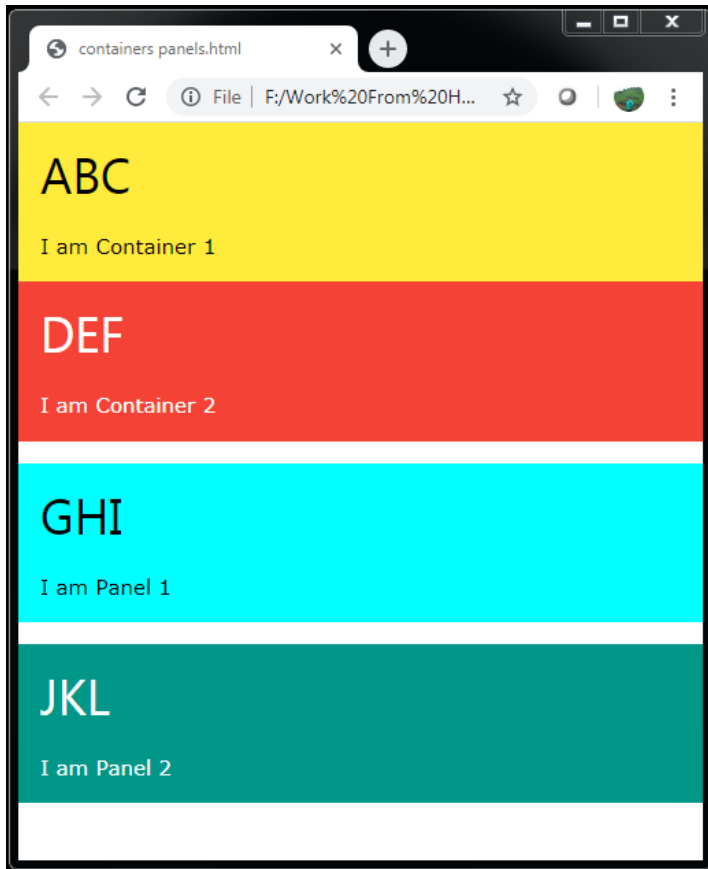 containers panels.html
File F:/Work%20From%20H...
ABC
I am Container 1
DEF
I am Container 2
GHI
I am Panel 1
JKL
I am Panel 2